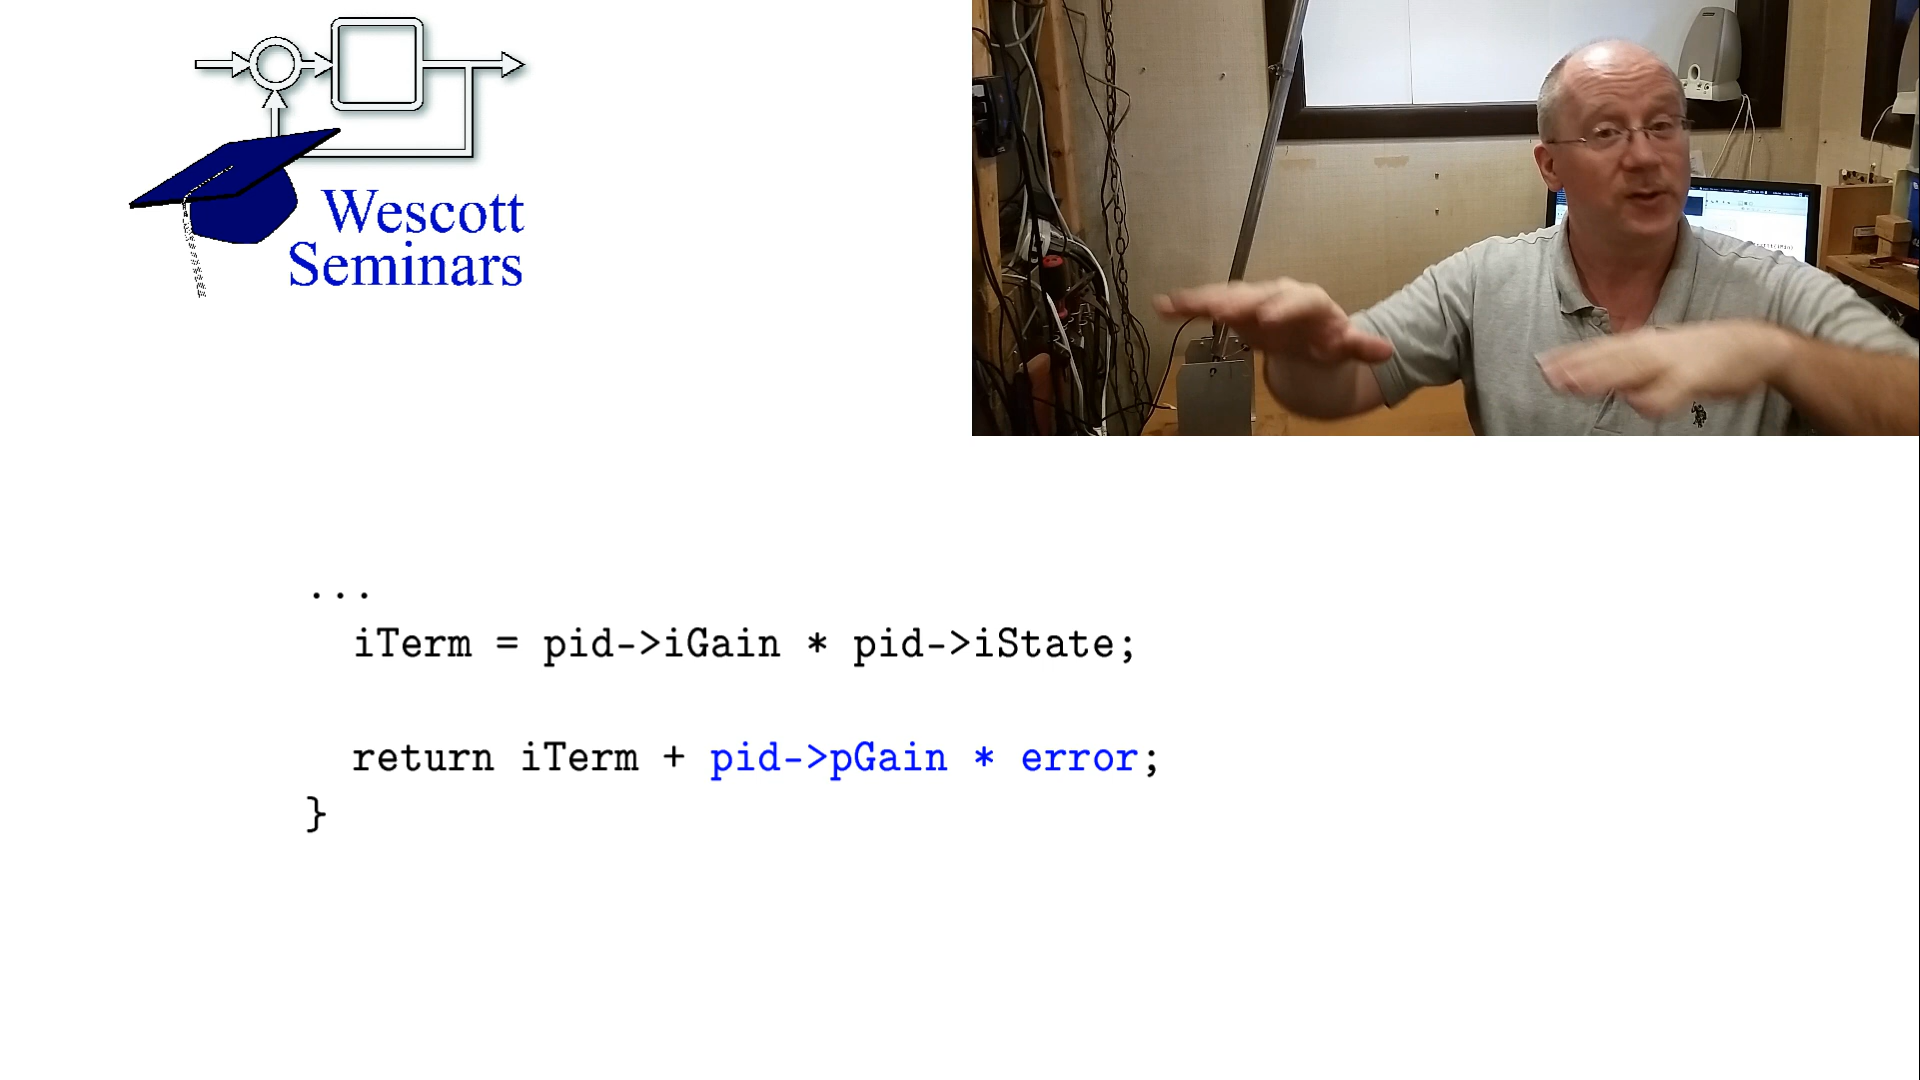 Wescott
Seminars
...
iTerm = pid->iGain * pid->iState;
return iTerm + pid->pGain * error;
}